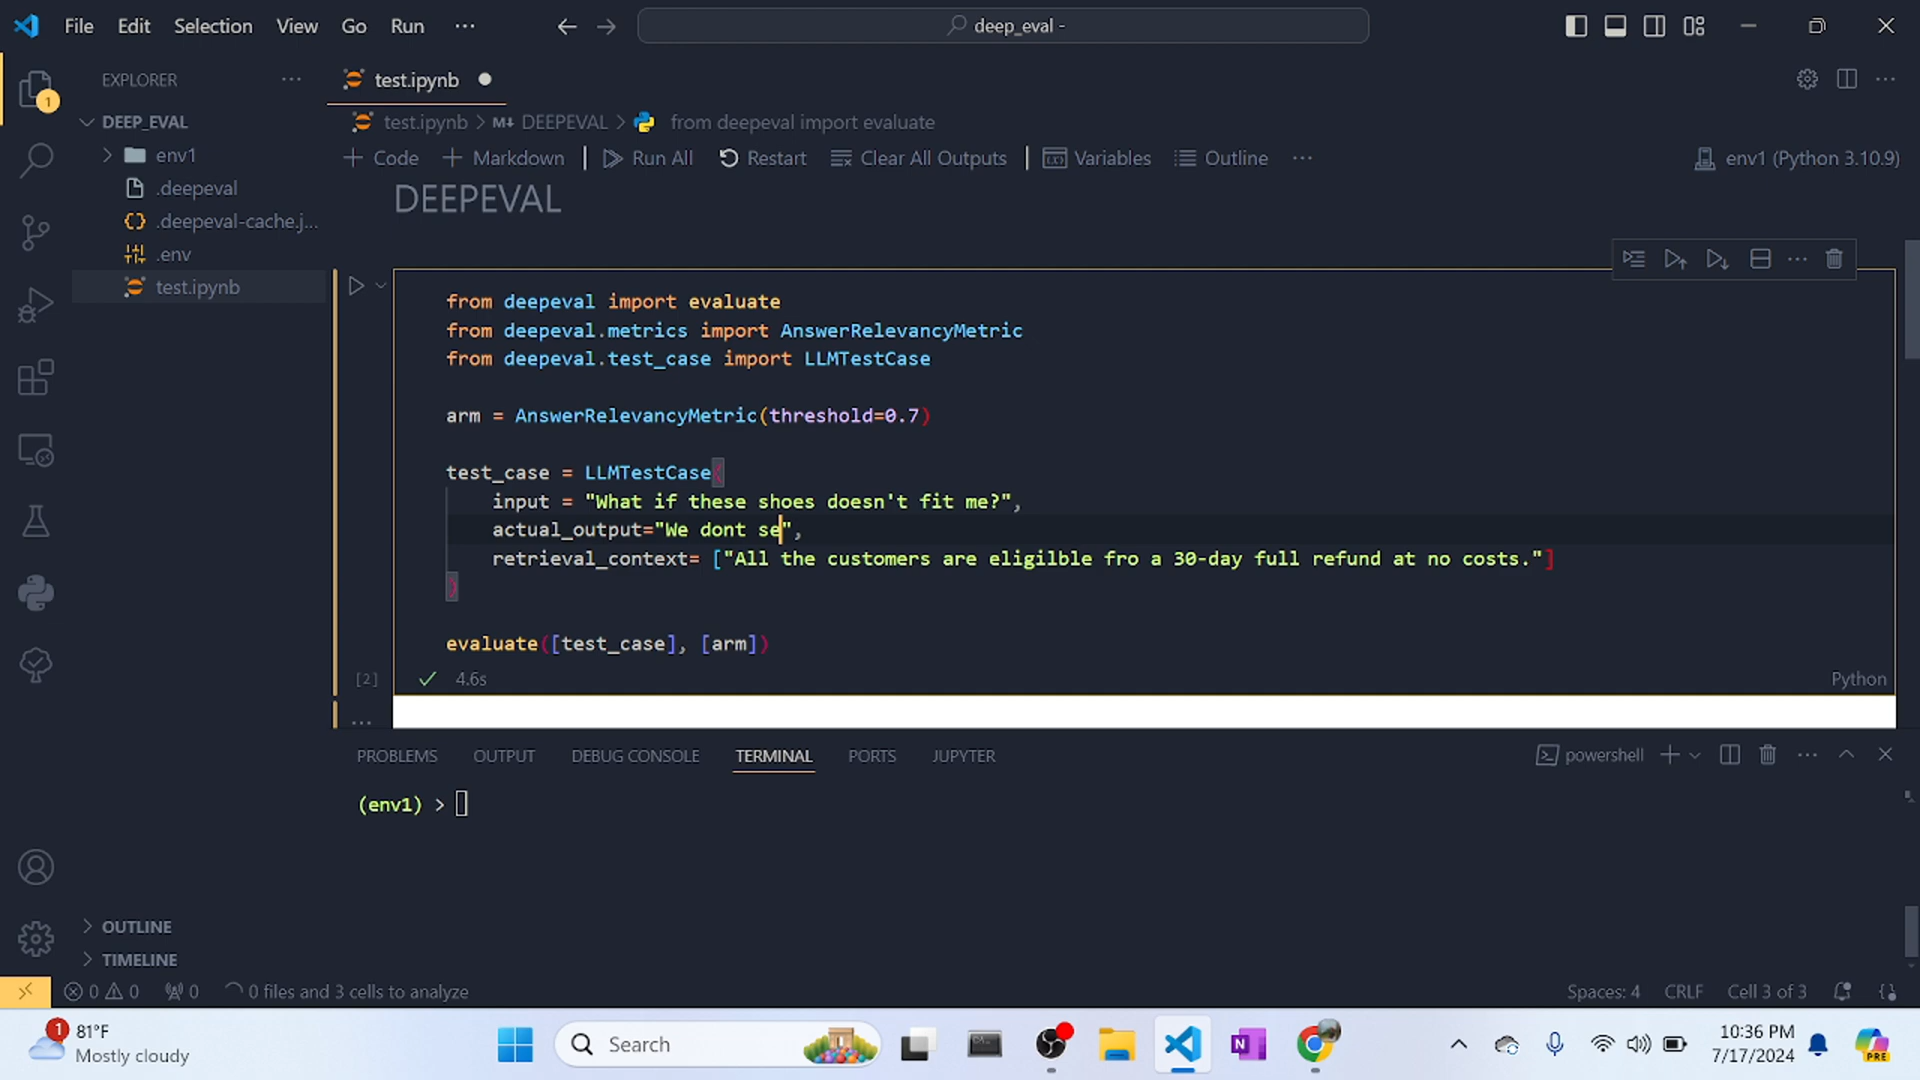 File Edit Selection View Go Run ··· deep_eval -
EXPLORER ··· test.ipynb
1
DEEP_EVAL
test.ipynb > M↓ DEEPEVAL > from deepeval import evaluate
env1
+ Code + Markdown | Run All Restart Clear All Outputs | Variables Outline ··· env1 (Python 3.10.9)
.deepeval
DEEPEVAL
.deepeval-cache.j...
.env
test.ipynb
from deepeval import evaluate
from deepeval.metrics import AnswerRelevancyMetric
from deepeval.test_case import LLMTestCase
arm = AnswerRelevancyMetric(threshold=0.7)
test_case = LLMTestCase(
input = "What if these shoes doesn't fit me?",
actual_output="We dont se",
retrieval_context= ["All the customers are eligilble fro a 30-day full refund at no costs."]
)
evaluate([test_case], [arm])
[2] 4.6s Python
...
PROBLEMS OUTPUT DEBUG CONSOLE TERMINAL PORTS JUPYTER powershell
(env1) >
OUTLINE
TIMELINE
0 0 0 0 files and 3 cells to analyze Spaces: 4 CRLF Cell 3 of 3
1 81°F
Mostly cloudy
Search
10:36 PM
7/17/2024
PRE